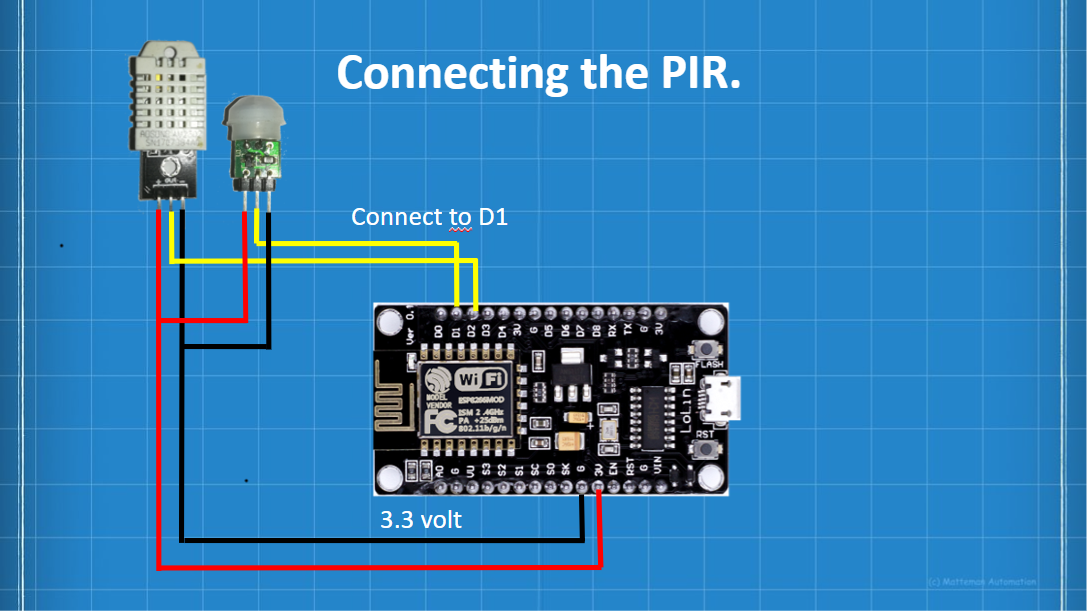 Connecting the PIR.
Connect to D1
+ out -
Ver 0.1
D0 D1 D2 D3 D4 3V G D5 D6 D7 D8 RX TX G 3V
FLASH
WiFi
MODEL
VENDOR
ESP8266MOD
FC
ISM 2.4GHz
PA +25dBm
802.11b/g/n
LoLin
RST
A0 G VU S3 S2 S1 SC S0 SK G 3V EN RST G VIN
3.3 volt
(c) Matteman Automation